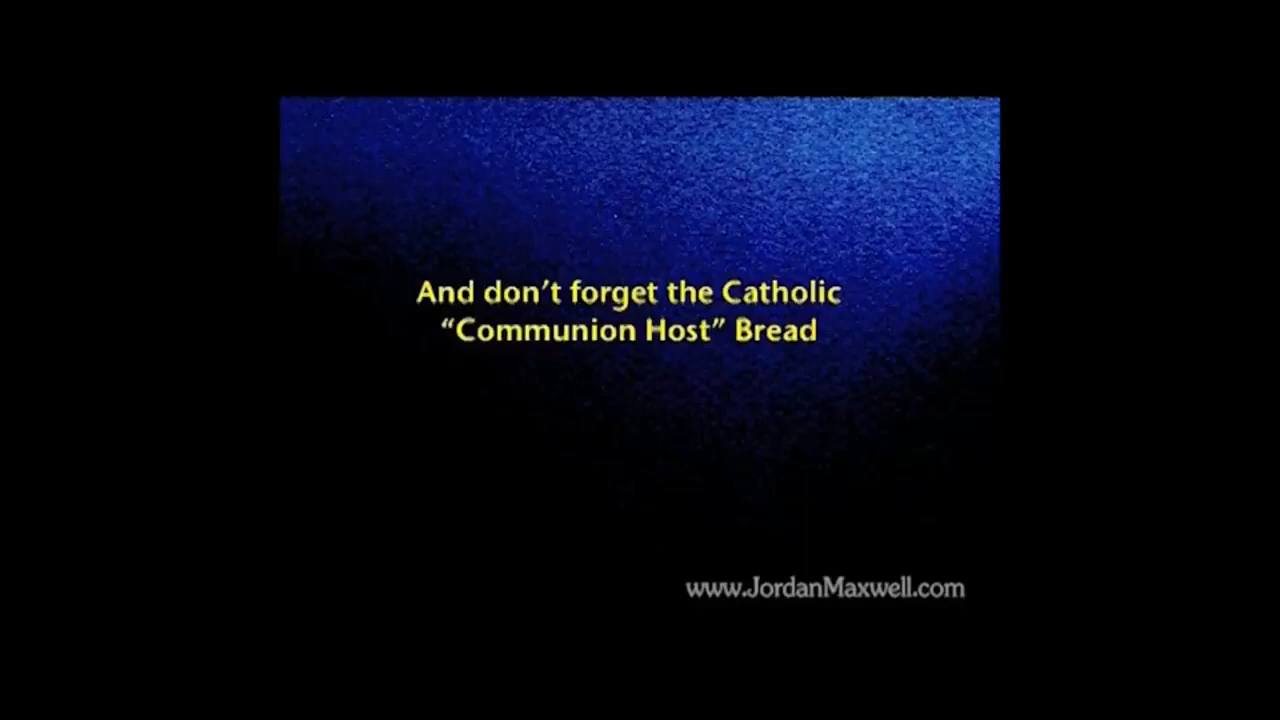 And don’t forget the Catholic
“Communion Host” Bread
www.JordanMaxwell.com